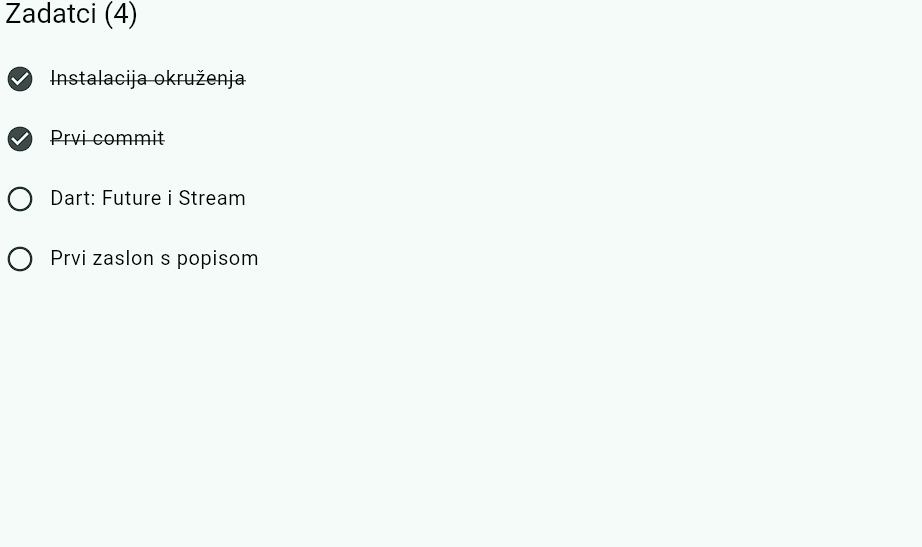 Zadatci (4)
Instalacija okruženja
Prvi commit
Dart: Future i Stream
Prvi zaslon s popisom